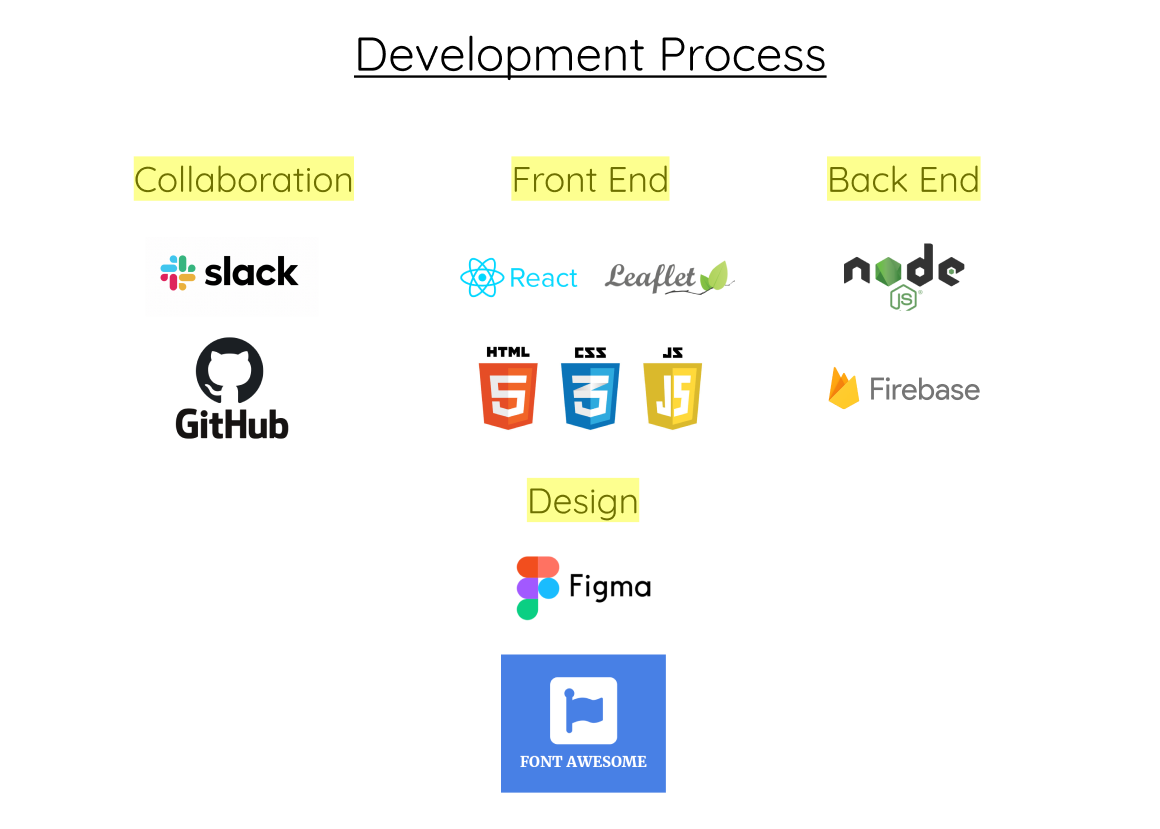 Development Process
Collaboration
Front End
Back End
slack
React
Leaflet
node
JS
GitHub
HTML
5
CSS
3
JS
JS
Firebase
Design
Figma
FONT AWESOME